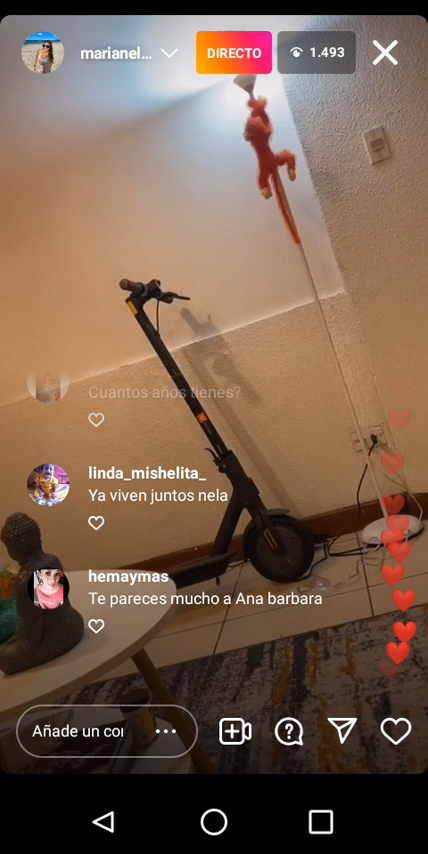 marianel...
DIRECTO
1.493
Cuantos años tienes?
linda_mishelita_
Ya viven juntos nela
hemaymas
Te pareces mucho a Ana barbara
Añade un co